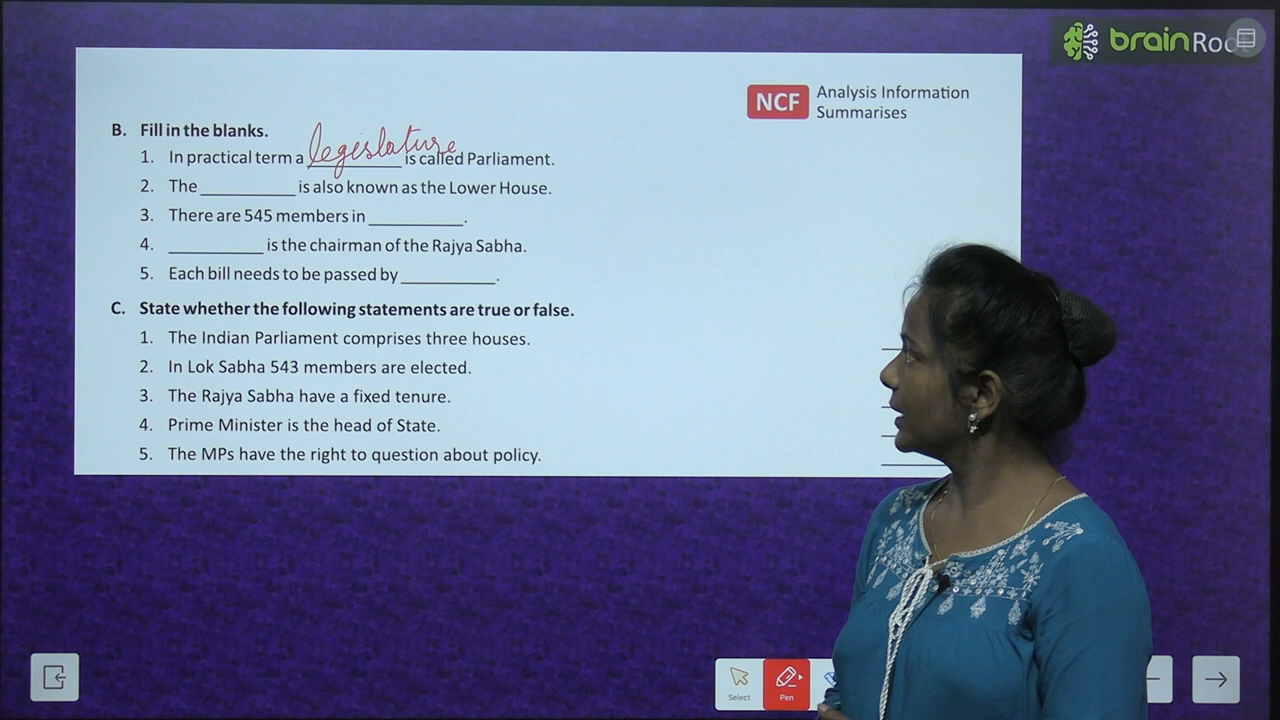 brainRoo
NCF Analysis Information
Summarises
B. Fill in the blanks.
1. In practical term a legislature is called Parliament.
2. The __________ is also known as the Lower House.
3. There are 545 members in __________.
4. __________ is the chairman of the Rajya Sabha.
5. Each bill needs to be passed by __________.
C. State whether the following statements are true or false.
1. The Indian Parliament comprises three houses.
2. In Lok Sabha 543 members are elected.
3. The Rajya Sabha have a fixed tenure.
4. Prime Minister is the head of State.
5. The MPs have the right to question about policy.
Select Pen